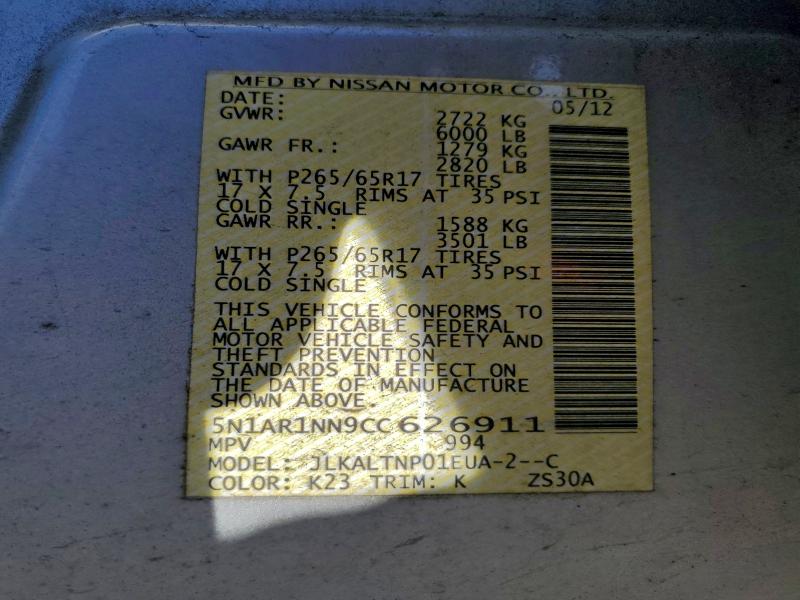 MFD BY NISSAN MOTOR CO., LTD.
DATE: 05/12
GVWR: 2722 KG
6000 LB
GAWR FR.: 1279 KG
2820 LB
WITH P265/65R17 TIRES
17 X 7.5 RIMS AT 35 PSI
COLD SINGLE
GAWR RR.: 1588 KG
3501 LB
WITH P265/65R17 TIRES
17 X 7.5 RIMS AT 35 PSI
COLD SINGLE
THIS VEHICLE CONFORMS TO
ALL APPLICABLE FEDERAL
MOTOR VEHICLE SAFETY AND
THEFT PREVENTION
STANDARDS IN EFFECT ON
THE DATE OF MANUFACTURE
SHOWN ABOVE.
5N1AR1NN9CC626911
MPV 994
MODEL: JLKALTNP01EUA-2--C
COLOR: K23 TRIM: K ZS30A